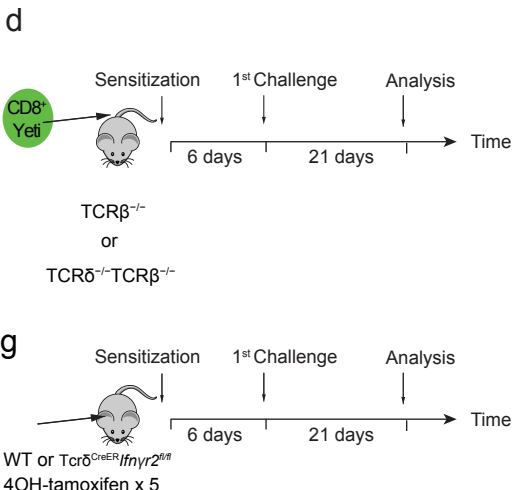 d
Sensitization 1st Challenge Analysis
CD8+
Yeti
Time
6 days 21 days
TCRβ−/−
or
TCRδ−/−TCRβ−/−
g
Sensitization 1st Challenge Analysis
Time
6 days 21 days
WT or TcrδCreERIfnγr2fl/fl
4OH-tamoxifen x 5